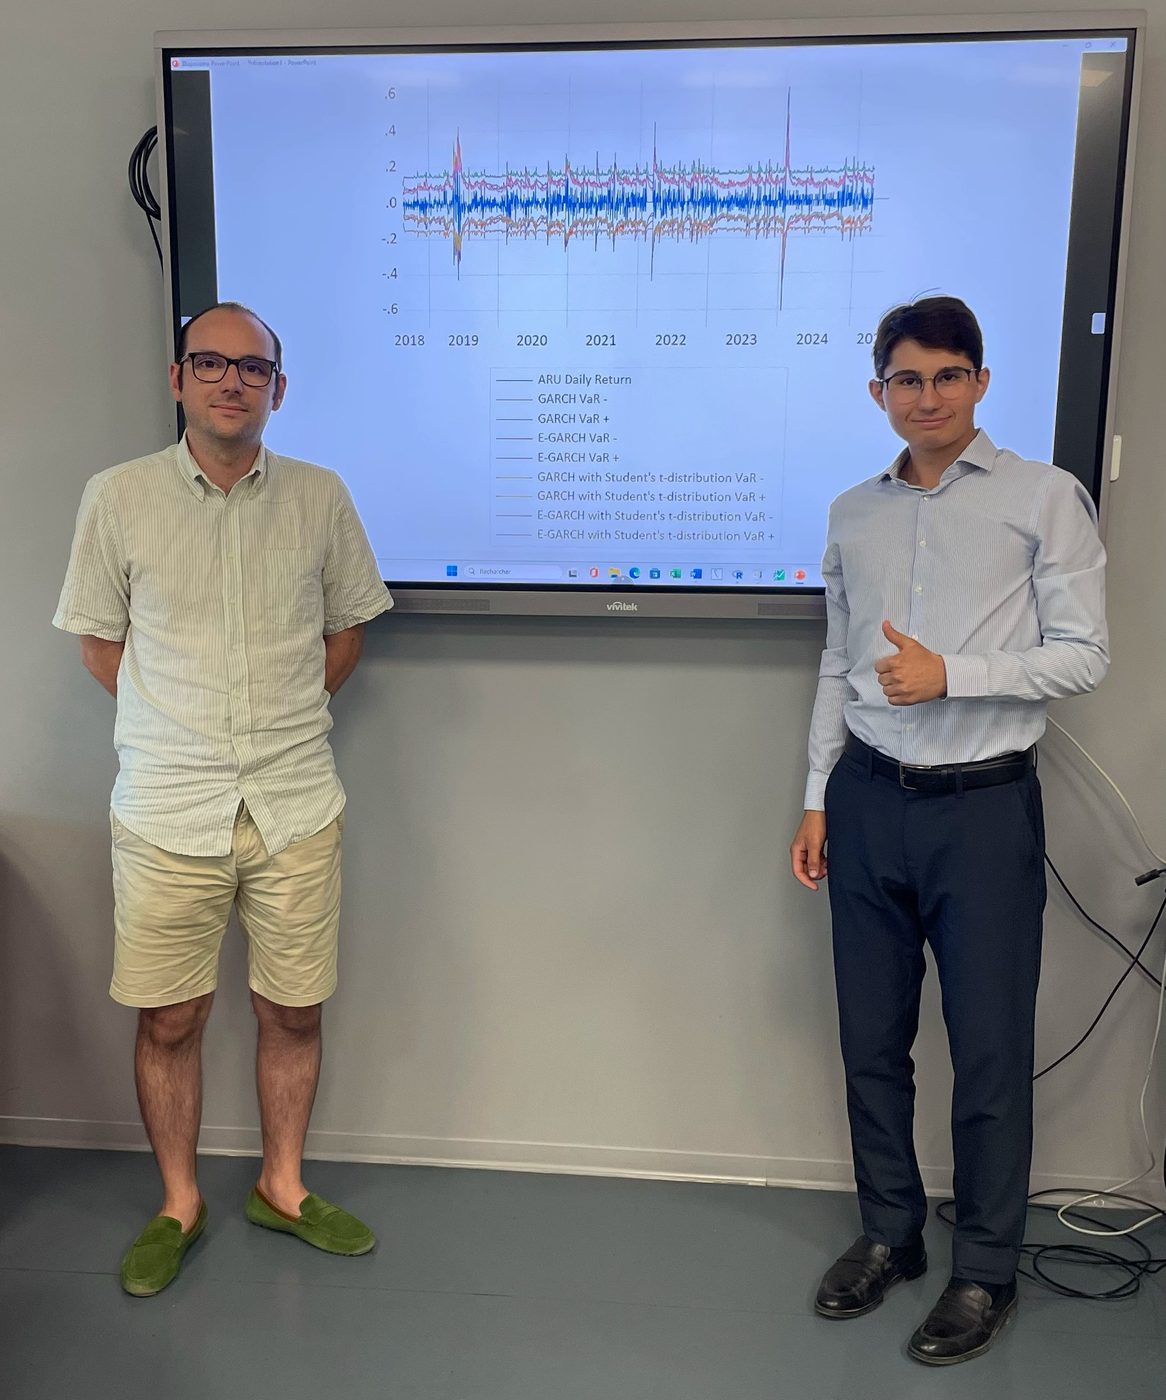 .6
.4
.2
.0
-.2
-.4
-.6
2018 2019 2020 2021 2022 2023 2024
ARU Daily Return
GARCH VaR -
GARCH VaR +
E-GARCH VaR -
E-GARCH VaR +
GARCH with Student's t-distribution VaR -
GARCH with Student's t-distribution VaR +
E-GARCH with Student's t-distribution VaR -
E-GARCH with Student's t-distribution VaR +
Rechercher
vivitek